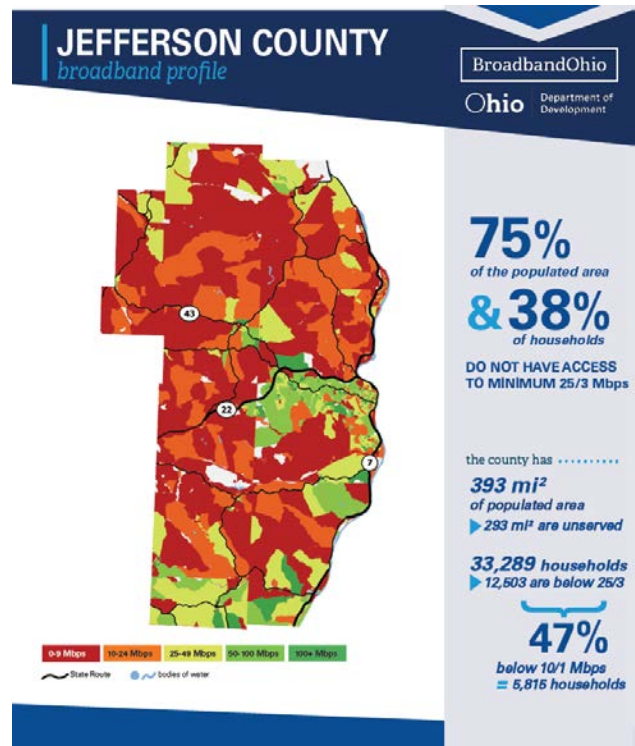 JEFFERSON COUNTY
broadband profile
BroadbandOhio
Ohio
Department of
Development
43
22
7
0-9 Mbps
10-24 Mbps
25-49 Mbps
50-100 Mbps
100+ Mbps
State Route
bodies of water
75%
of the populated area
& 38%
of households
DO NOT HAVE ACCESS
TO MINIMUM 25/3 Mbps
the county has ..........
393 mi²
of populated area
293 mi² are unserved
33,289 households
12,503 are below 25/3
47%
below 10/1 Mbps
= 5,815 households